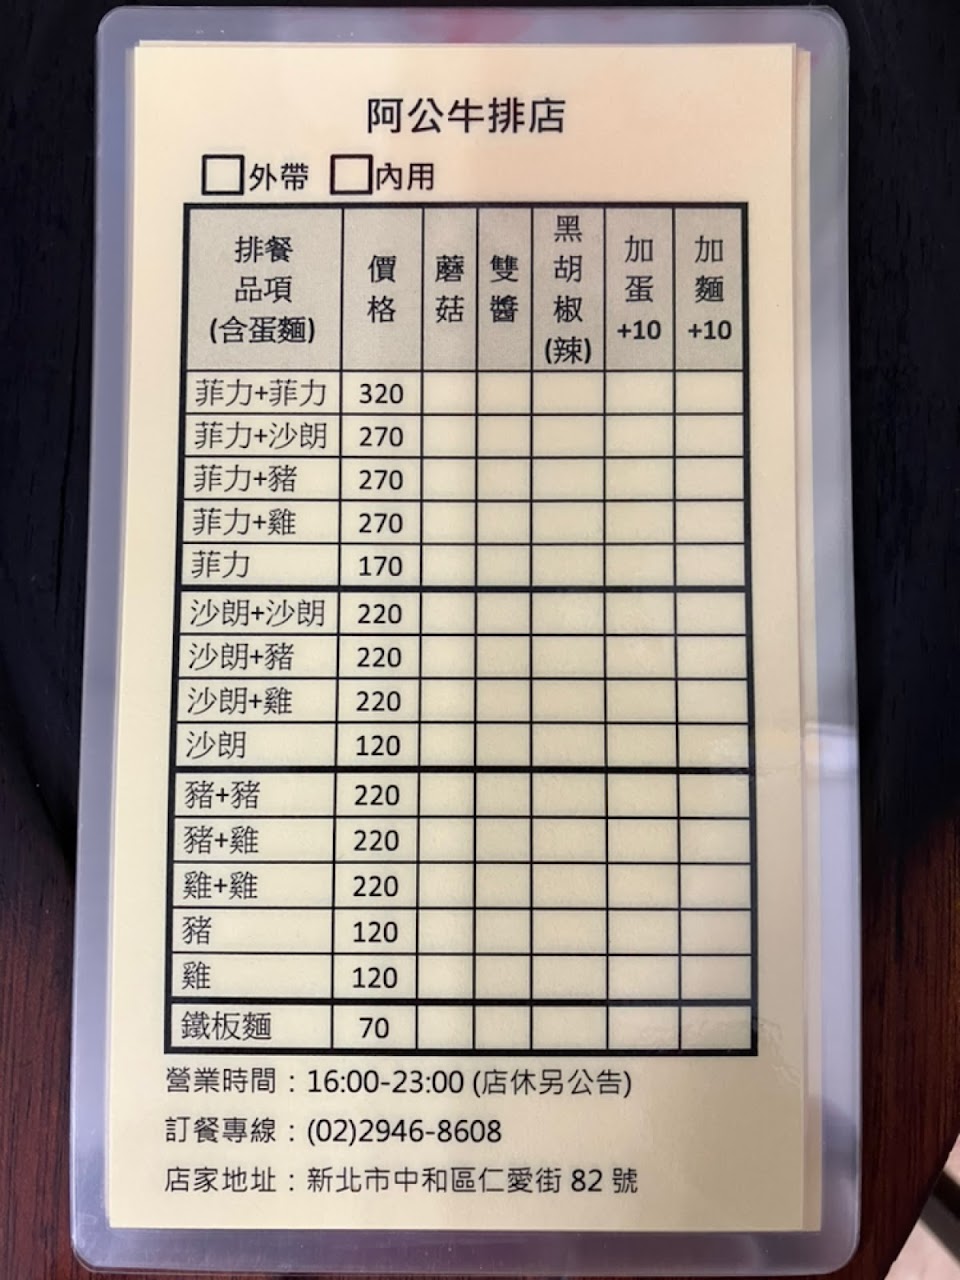 阿公牛排店
□外帶 □內用
排餐品項(含蛋麵) 價格 蘑菇 雙醬 黑胡椒(辣) 加蛋+10 加麵+10
菲力+菲力 320
菲力+沙朗 270
菲力+豬 270
菲力+雞 270
菲力 170
沙朗+沙朗 220
沙朗+豬 220
沙朗+雞 220
沙朗 120
豬+豬 220
豬+雞 220
雞+雞 220
豬 120
雞 120
鐵板麵 70
營業時間：16:00-23:00 (店休另公告)
訂餐專線：(02)2946-8608
店家地址：新北市中和區仁愛街 82 號